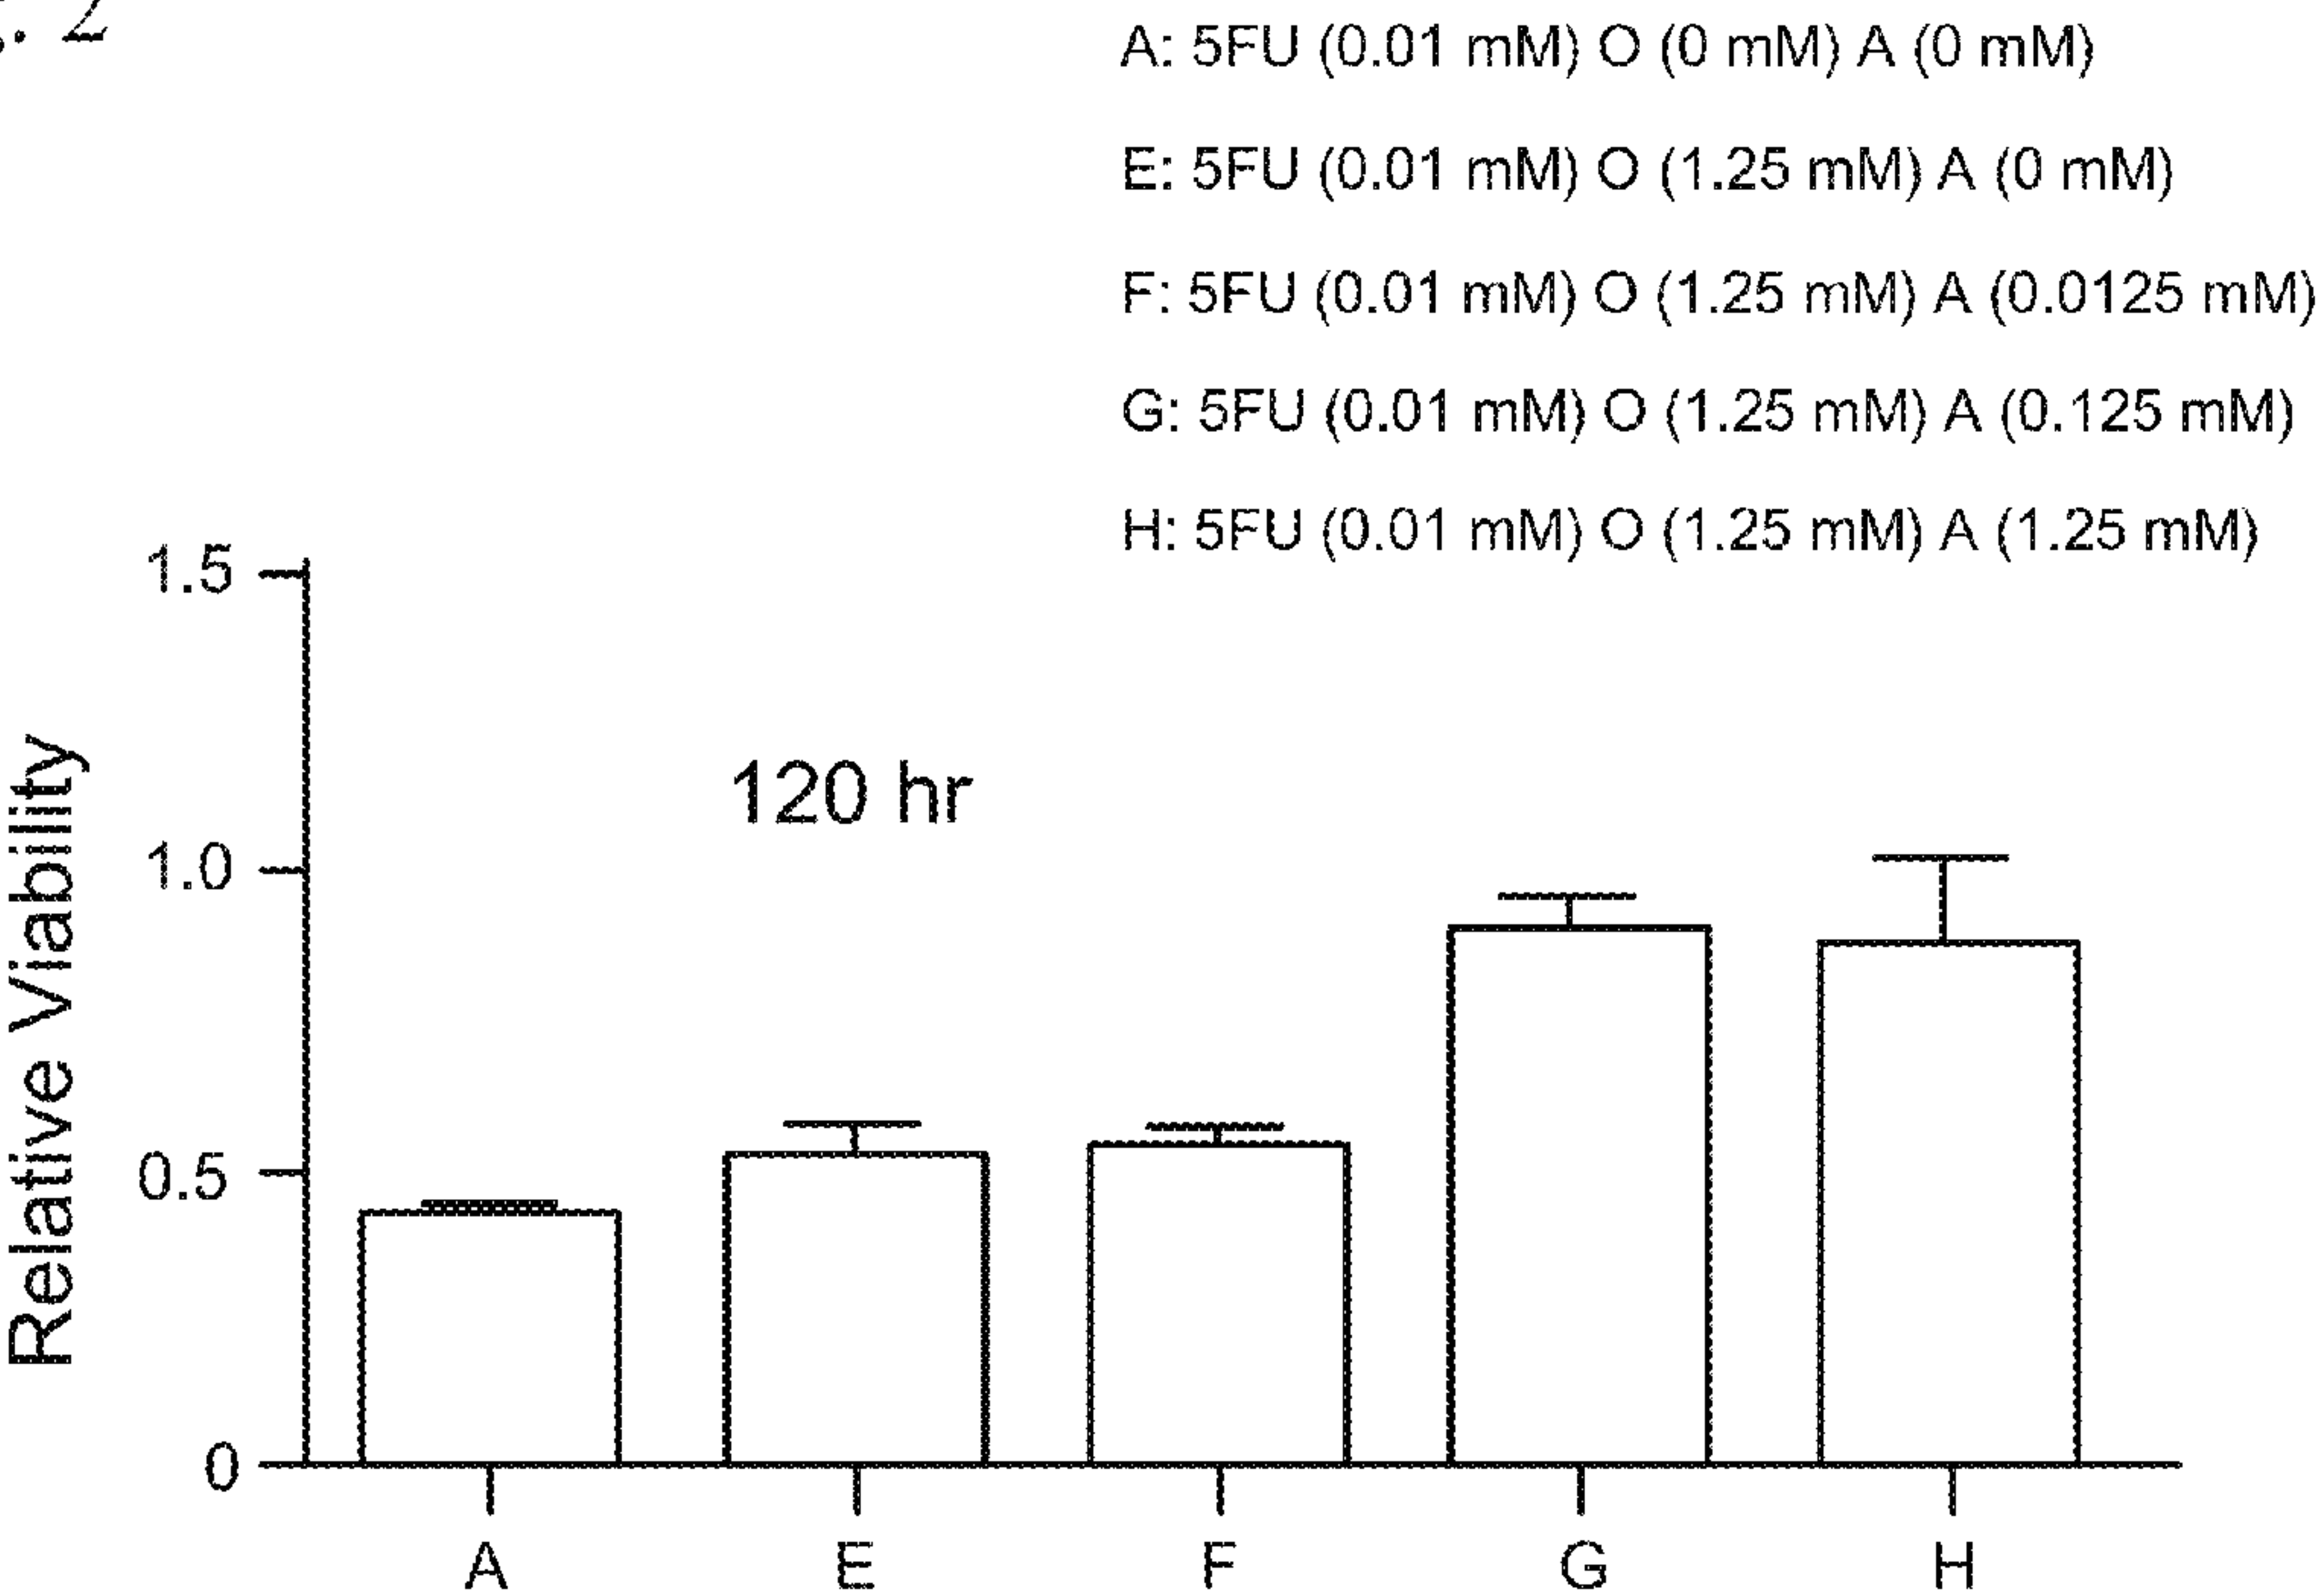 . 2
A: 5FU (0.01 mM) O (0 mM) A (0 mM)
E: 5FU (0.01 mM) O (1.25 mM) A (0 mM)
F: 5FU (0.01 mM) O (1.25 mM) A (0.0125 mM)
G: 5FU (0.01 mM) O (1.25 mM) A (0.125 mM)
H: 5FU (0.01 mM) O (1.25 mM) A (1.25 mM)
Relative Viability
1.5
1.0
0.5
0
120 hr
A E F G H